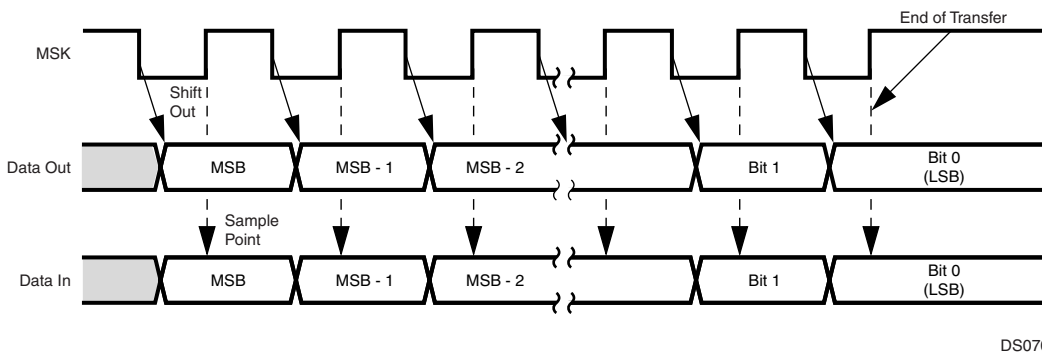 End of Transfer
MSK
Shift
Out
Data Out
MSB
MSB - 1
MSB - 2
Bit 1
Bit 0
(LSB)
Sample
Point
Data In
MSB
MSB - 1
MSB - 2
Bit 1
Bit 0
(LSB)